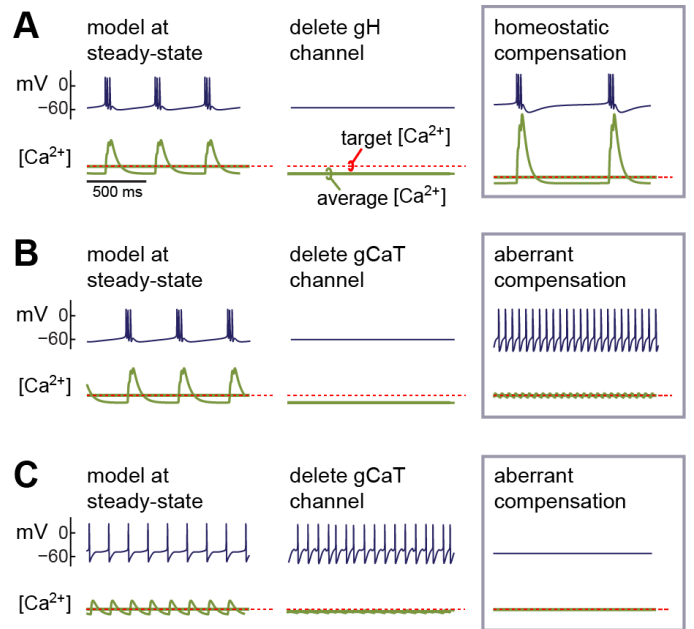 A
model at
steady-state
delete gH
channel
homeostatic
compensation
mV
0
−60
[Ca²⁺]
target [Ca²⁺]
average [Ca²⁺]
500 ms
B
model at
steady-state
delete gCaT
channel
aberrant
compensation
mV
0
−60
[Ca²⁺]
C
model at
steady-state
delete gCaT
channel
aberrant
compensation
mV
0
−60
[Ca²⁺]